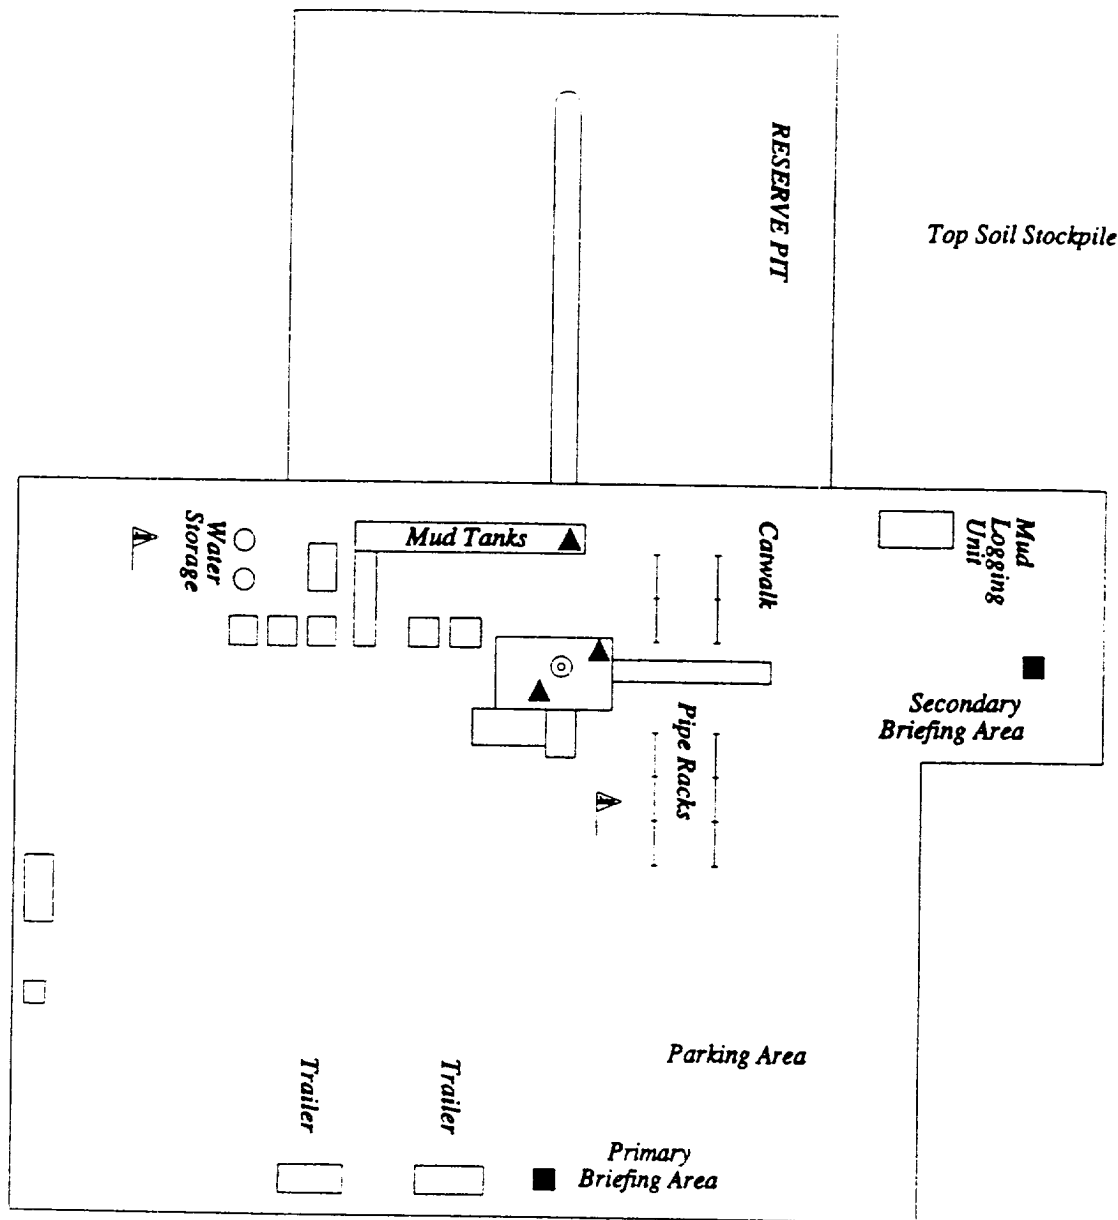 RESERVE PIT
Top Soil Stockpile
Water
Storage
Mud Tanks
Catwalk
Mud
Logging
Unit
Secondary
Briefing Area
Pipe Racks
Parking Area
Trailer
Trailer
Primary
Briefing Area